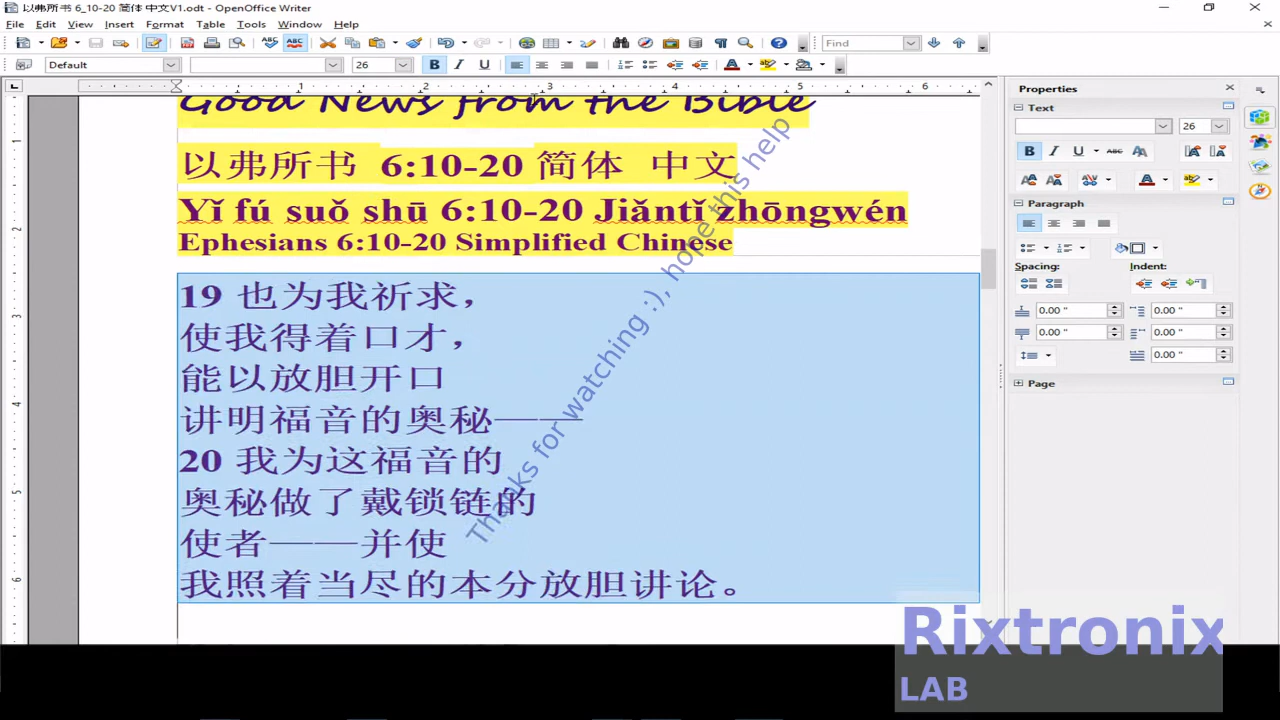 以弗所书 6_10-20 简体 中文V1.odt - OpenOffice Writer
File Edit View Insert Format Table Tools Window Help
Find
Default
26
Good News from the Bible
以弗所书 6:10-20 简体 中文
Yǐ fú suǒ shū 6:10-20 Jiǎntǐ zhōngwén
Ephesians 6:10-20 Simplified Chinese
19 也为我祈求，
使我得着口才，
能以放胆开口
讲明福音的奥秘——
20 我为这福音的
奥秘做了戴锁链的
使者——并使
我照着当尽的本分放胆讲论。
Thanks for watching :), hope this help
Properties
Text
26
Paragraph
Spacing: Indent:
0.00 " 0.00 "
0.00 " 0.00 "
0.00 "
Page
Rixtronix
LAB